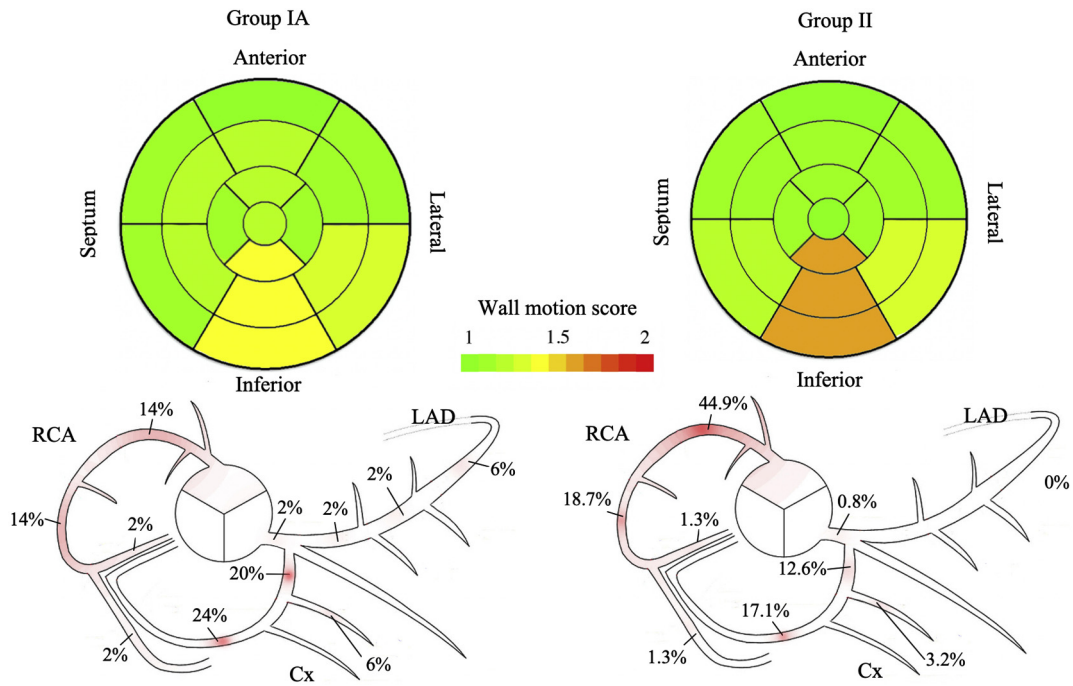 Group IA
Group II
Anterior
Anterior
Septum
Lateral
Septum
Lateral
Wall motion score
1 1.5 2
Inferior
Inferior
RCA
14%
LAD
6%
2%
2%
2%
14%
2%
20%
24%
2%
Cx
6%
RCA
44.9%
LAD
0%
18.7%
0.8%
1.3%
12.6%
17.1%
1.3%
Cx
3.2%